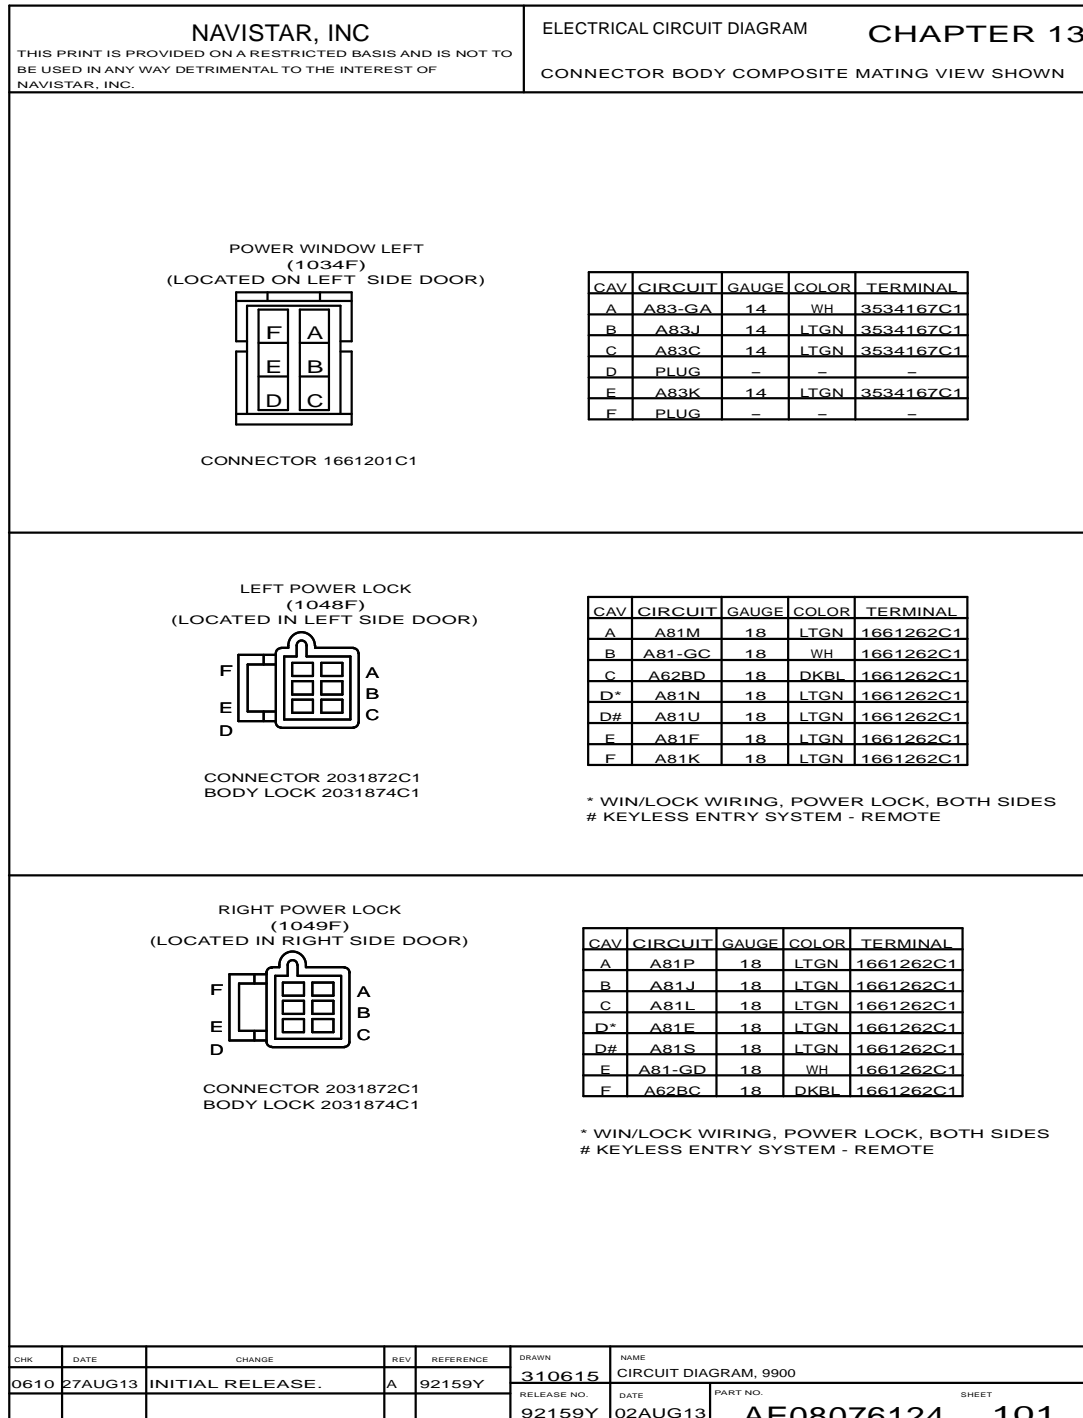 NAVISTAR, INC
THIS PRINT IS PROVIDED ON A RESTRICTED BASIS AND IS NOT TO
BE USED IN ANY WAY DETRIMENTAL TO THE INTEREST OF
NAVISTAR, INC.
ELECTRICAL CIRCUIT DIAGRAM CHAPTER 13
CONNECTOR BODY COMPOSITE MATING VIEW SHOWN
POWER WINDOW LEFT
(1034F)
(LOCATED ON LEFT SIDE DOOR)
F A
E B
D C
CONNECTOR 1661201C1
CAV CIRCUIT GAUGE COLOR TERMINAL
A A83-GA 14 WH 3534167C1
B A83J 14 LTGN 3534167C1
C A83C 14 LTGN 3534167C1
D PLUG – – –
E A83K 14 LTGN 3534167C1
F PLUG – – –
LEFT POWER LOCK
(1048F)
(LOCATED IN LEFT SIDE DOOR)
F A
E B
D C
CONNECTOR 2031872C1
BODY LOCK 2031874C1
CAV CIRCUIT GAUGE COLOR TERMINAL
A A81M 18 LTGN 1661262C1
B A81-GC 18 WH 1661262C1
C A62BD 18 DKBL 1661262C1
D* A81N 18 LTGN 1661262C1
D# A81U 18 LTGN 1661262C1
E A81F 18 LTGN 1661262C1
F A81K 18 LTGN 1661262C1
* WIN/LOCK WIRING, POWER LOCK, BOTH SIDES
# KEYLESS ENTRY SYSTEM - REMOTE
RIGHT POWER LOCK
(1049F)
(LOCATED IN RIGHT SIDE DOOR)
F A
E B
D C
CONNECTOR 2031872C1
BODY LOCK 2031874C1
CAV CIRCUIT GAUGE COLOR TERMINAL
A A81P 18 LTGN 1661262C1
B A81J 18 LTGN 1661262C1
C A81L 18 LTGN 1661262C1
D* A81E 18 LTGN 1661262C1
D# A81S 18 LTGN 1661262C1
E A81-GD 18 WH 1661262C1
F A62BC 18 DKBL 1661262C1
* WIN/LOCK WIRING, POWER LOCK, BOTH SIDES
# KEYLESS ENTRY SYSTEM - REMOTE
CHK DATE CHANGE REV REFERENCE
0610 27AUG13 INITIAL RELEASE. A 92159Y
DRAWN
310615
NAME
CIRCUIT DIAGRAM, 9900
RELEASE NO.
92159Y
DATE
02AUG13
PART NO.
AE08076124
SHEET
101